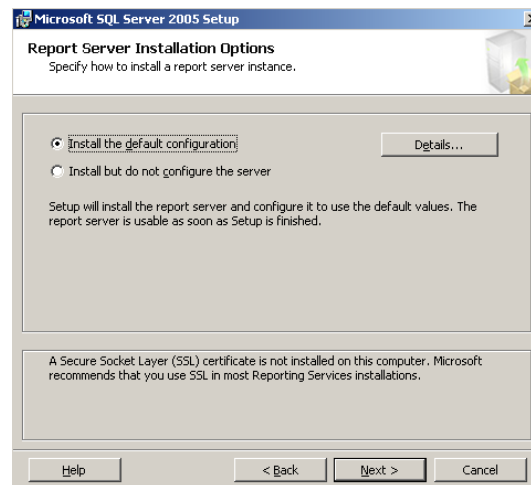 Microsoft SQL Server 2005 Setup
Report Server Installation Options
Specify how to install a report server instance.
Install the default configuration
Details...
Install but do not configure the server
Setup will install the report server and configure it to use the default values. The
report server is usable as soon as Setup is finished.
A Secure Socket Layer (SSL) certificate is not installed on this computer. Microsoft
recommends that you use SSL in most Reporting Services installations.
Help
< Back
Next >
Cancel